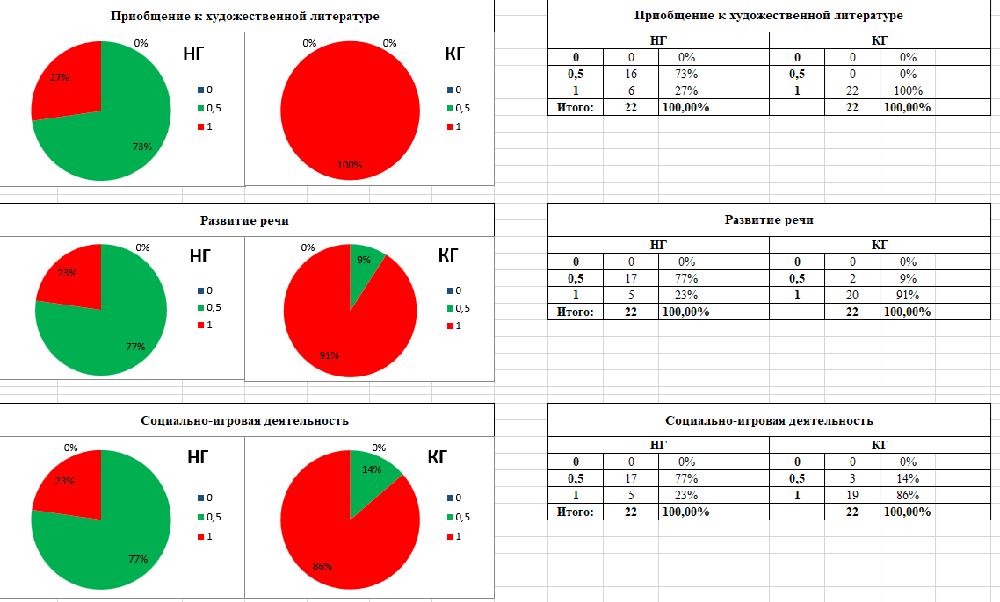 Приобщение к художественной литературе
0%
НГ
27%
0
0,5
1
73%
0%
0%
КГ
0
0,5
1
100%
Приобщение к художественной литературе
НГ КГ
0 0 0% 0 0 0%
0,5 16 73% 0,5 0 0%
1 6 27% 1 22 100%
Итого: 22 100,00% 22 100,00%
Развитие речи
0%
НГ
23%
0
0,5
1
77%
0%
9%
КГ
0
0,5
1
91%
Развитие речи
НГ КГ
0 0 0% 0 0 0%
0,5 17 77% 0,5 2 9%
1 5 23% 1 20 91%
Итого: 22 100,00% 22 100,00%
Социально-игровая деятельность
0%
НГ
23%
0
0,5
1
77%
0%
КГ
14%
0
0,5
1
86%
Социально-игровая деятельность
НГ КГ
0 0 0% 0 0 0%
0,5 17 77% 0,5 3 14%
1 5 23% 1 19 86%
Итого: 22 100,00% 22 100,00%